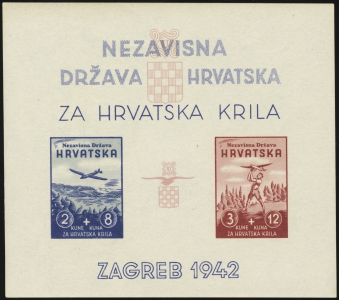 NEZAVISNA
DRŽAVA HRVATSKA
ZA HRVATSKA KRILA
Nezavisna Država
HRVATSKA
2 + 8
KUNE KUNA
ZA HRVATSKA KRILA
Nezavisna Država
HRVATSKA
3 + 12
KUNE KUNA
ZA HRVATSKA KRILA
ZAGREB 1942